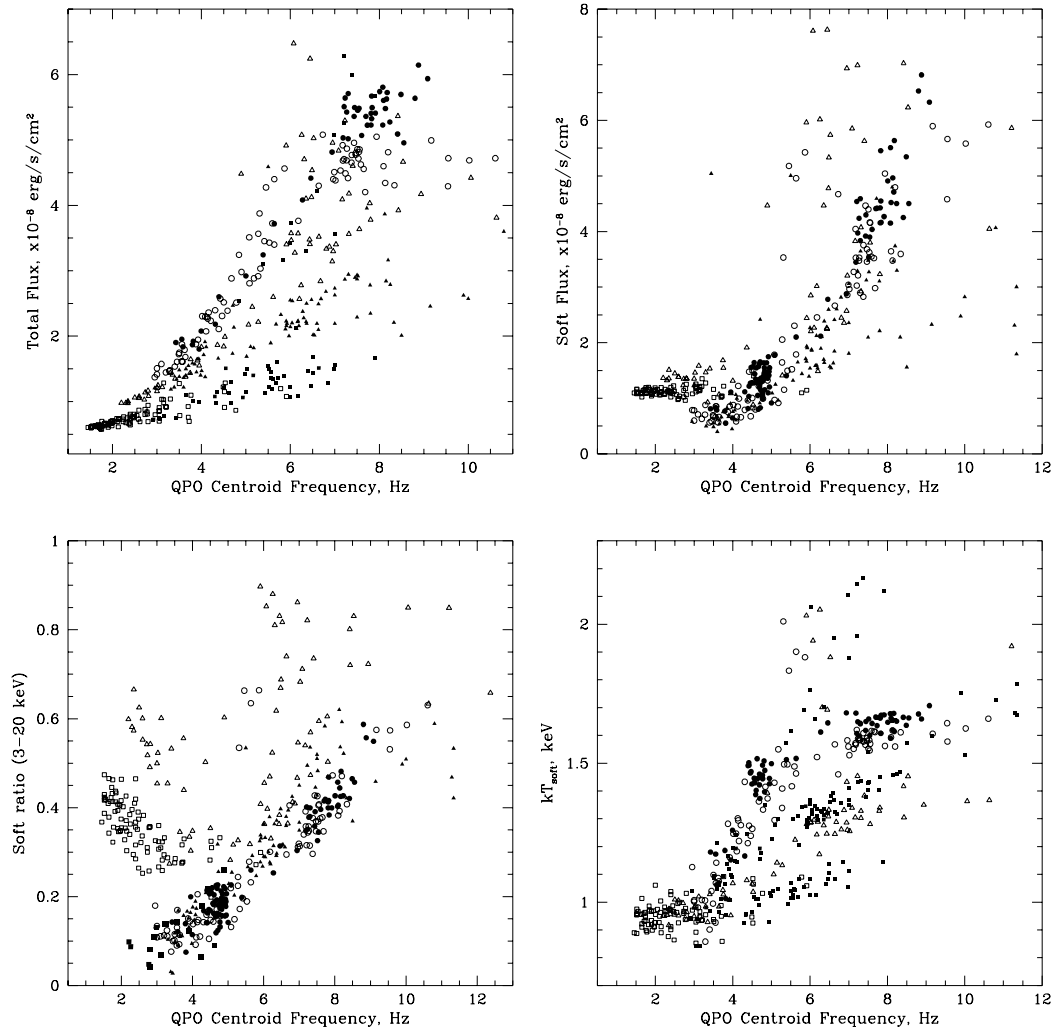 Total Flux, x10⁻⁸ erg/s/cm²
6
4
2
2 4 6 8 10
QPO Centroid Frequency, Hz
Soft Flux, x10⁻⁸ erg/s/cm²
8
6
4
2
0
2 4 6 8 10 12
QPO Centroid Frequency, Hz
Soft ratio (3-20 keV)
1
0.8
0.6
0.4
0.2
0
2 4 6 8 10 12
QPO Centroid Frequency, Hz
kTsoft, keV
2
1.5
1
2 4 6 8 10 12
QPO Centroid Frequency, Hz